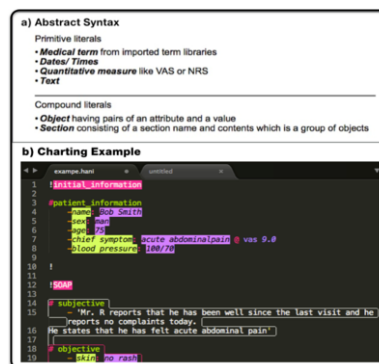 a) Abstract Syntax
Primitive literals
• Medical term from imported term libraries
• Dates/ Times
• Quantitative measure like VAS or NRS
• Text
Compound literals
• Object having pairs of an attribute and a value
• Section consisting of a section name and contents which is a group of objects
b) Charting Example
exampe.hanl
untitled
1 !initial_information
2
3 #patient_information
4 -name: Bob Smith
5 -sex: man
6 -age: 75
7 -chief symptom: acute abdominalpain @ vas 9.0
8 -blood pressure: 100/70
9
10 !
11
12 !SOAP
13
14 # subjective
15 - 'Mr. R reports that he has been well since the last visit and he
reports no complaints today.
16 He states that he has felt acute abdominal pain'
17
18 # objective
19 - skin: no rash